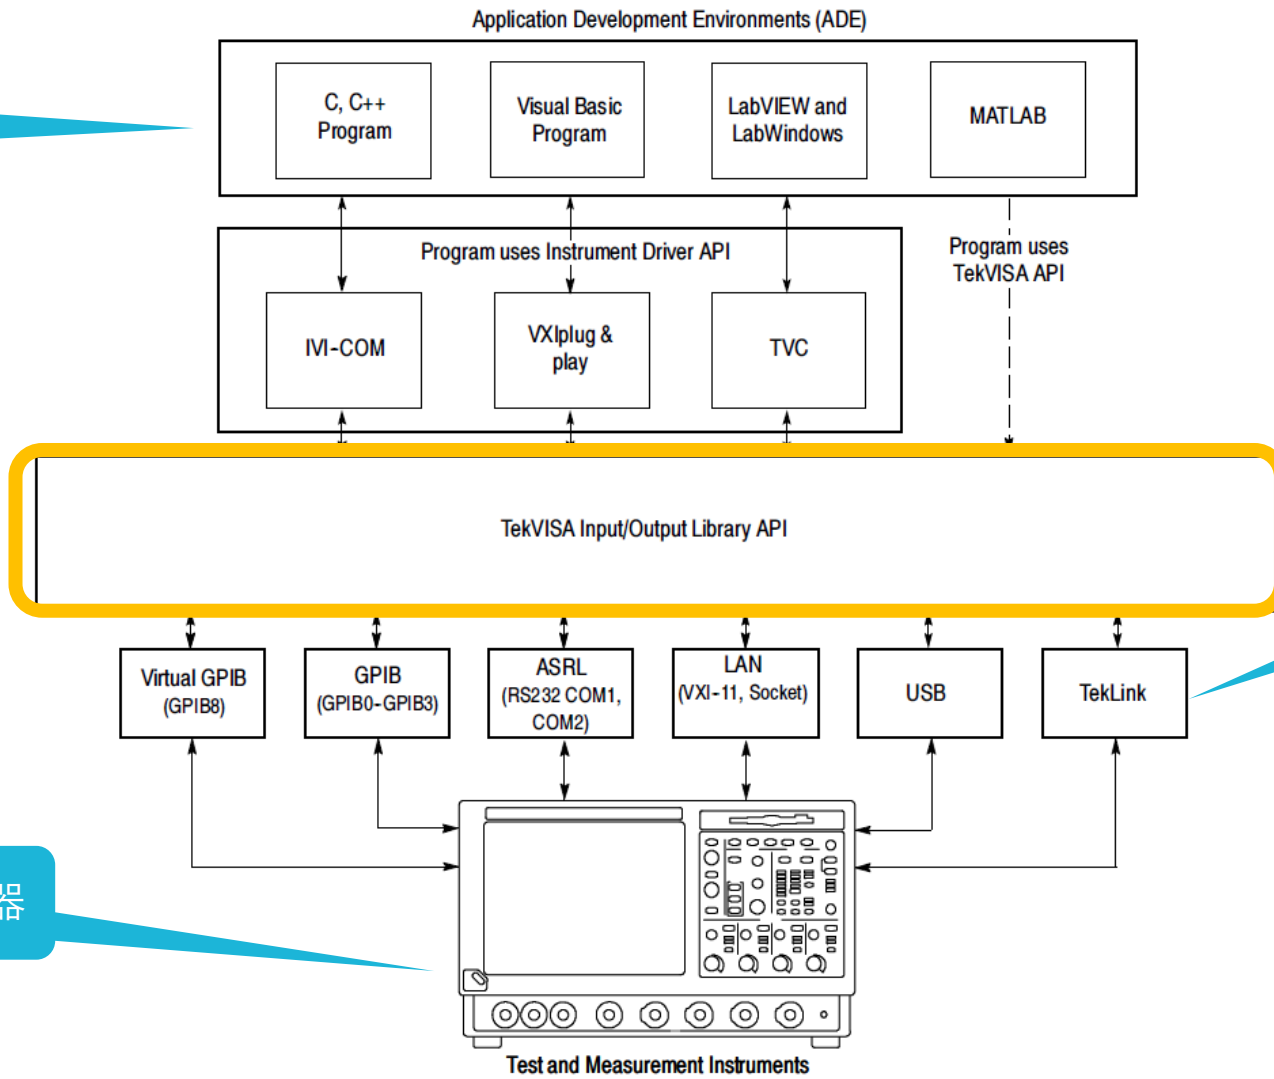 Application Development Environments (ADE)
C, C++
Program
Visual Basic
Program
LabVIEW and
LabWindows
MATLAB
Program uses Instrument Driver API
Program uses
TekVISA API
IVI-COM
VXIplug &
play
TVC
TekVISA Input/Output Library API
Virtual GPIB
(GPIB8)
GPIB
(GPIB0-GPIB3)
ASRL
(RS232 COM1,
COM2)
LAN
(VXI-11, Socket)
USB
TekLink
器
Test and Measurement Instruments